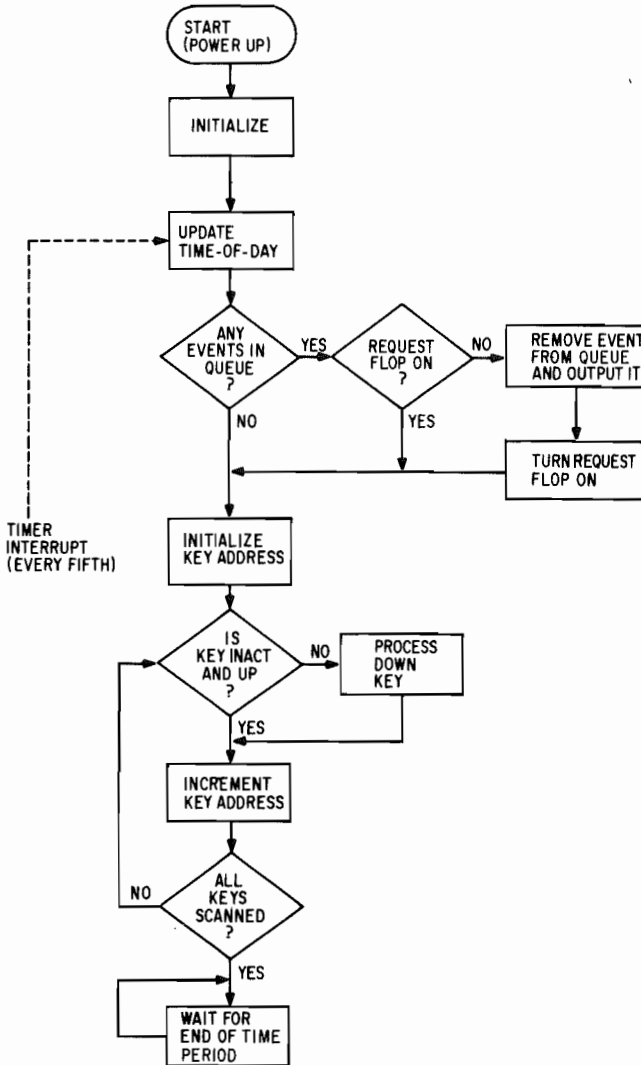 START
(POWER UP)
INITIALIZE
UPDATE
TIME-OF-DAY
ANY
EVENTS IN
QUEUE
?
YES
REQUEST
FLOP ON
?
NO
REMOVE EVENT
FROM QUEUE
AND OUTPUT IT
NO
YES
TURN REQUEST
FLOP ON
TIMER
INTERRUPT
(EVERY FIFTH)
INITIALIZE
KEY ADDRESS
IS
KEY INACT
AND UP
?
NO
PROCESS
DOWN
KEY
YES
INCREMENT
KEY ADDRESS
ALL
KEYS
SCANNED
?
NO
YES
WAIT FOR
END OF TIME
PERIOD